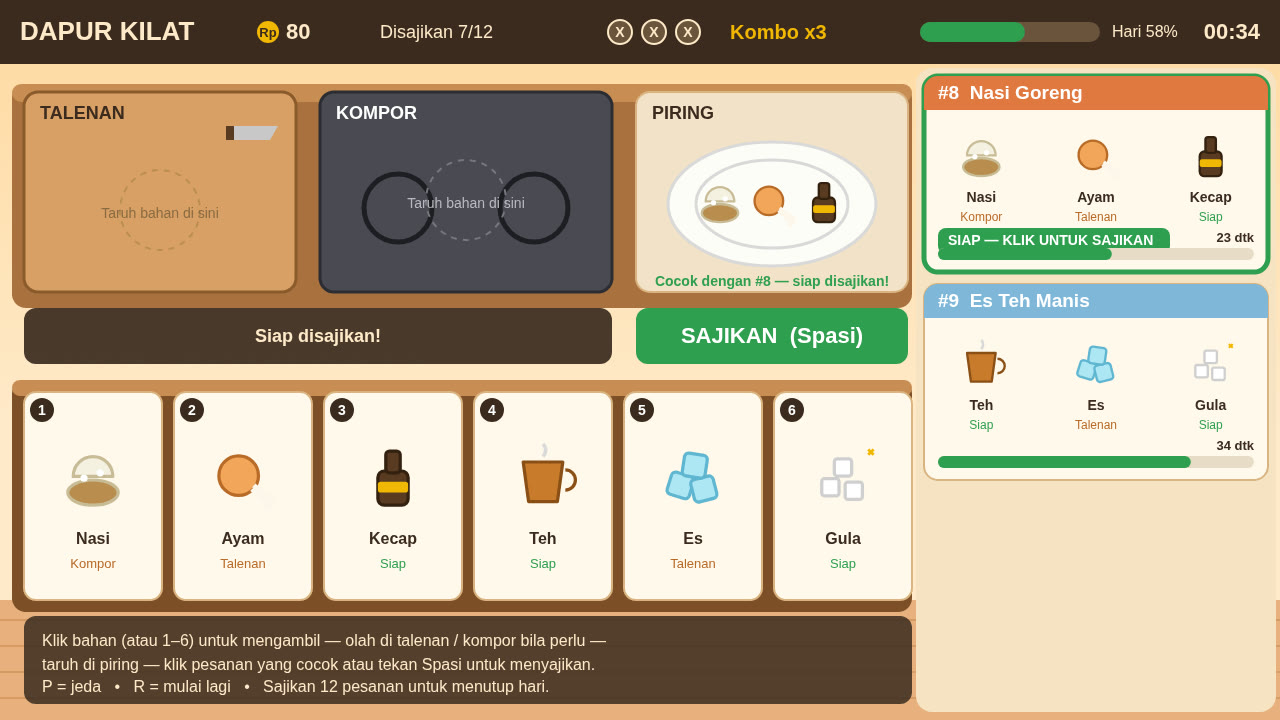 DAPUR KILAT
Rp 80
Disajikan 7/12
X X X
Kombo x3
Hari 58%
00:34
TALENAN
Taruh bahan di sini
KOMPOR
Taruh bahan di sini
PIRING
Cocok dengan #8 — siap disajikan!
Siap disajikan!
SAJIKAN (Spasi)
#8 Nasi Goreng
Nasi Ayam Kecap
Kompor Talenan Siap
SIAP — KLIK UNTUK SAJIKAN
23 dtk
#9 Es Teh Manis
Teh Es Gula
Siap Talenan Siap
34 dtk
1 2 3 4 5 6
Nasi Ayam Kecap Teh Es Gula
Kompor Talenan Siap Siap Talenan Siap
Klik bahan (atau 1–6) untuk mengambil — olah di talenan / kompor bila perlu —
taruh di piring — klik pesanan yang cocok atau tekan Spasi untuk menyajikan.
P = jeda • R = mulai lagi • Sajikan 12 pesanan untuk menutup hari.